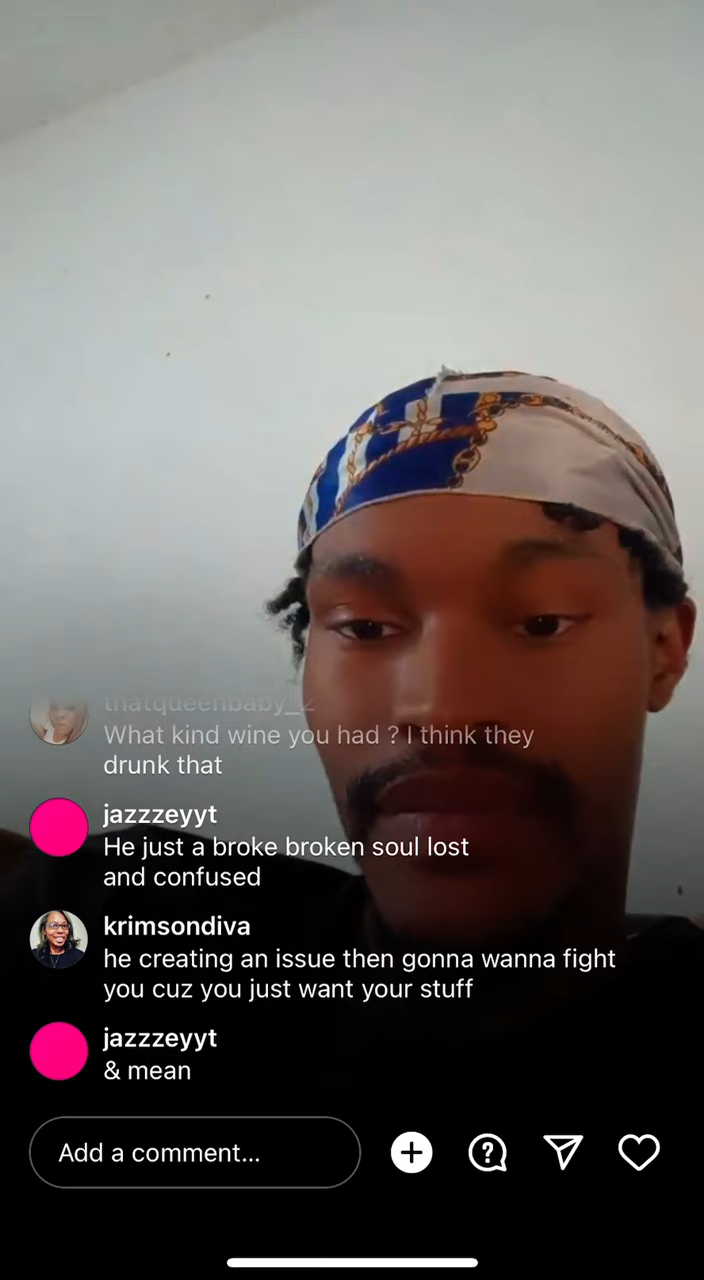 thatqueenbaby_2
What kind wine you had ? I think they
drunk that
jazzzeyyt
He just a broke broken soul lost
and confused
krimsondiva
he creating an issue then gonna wanna fight
you cuz you just want your stuff
jazzzeyyt
& mean
Add a comment...